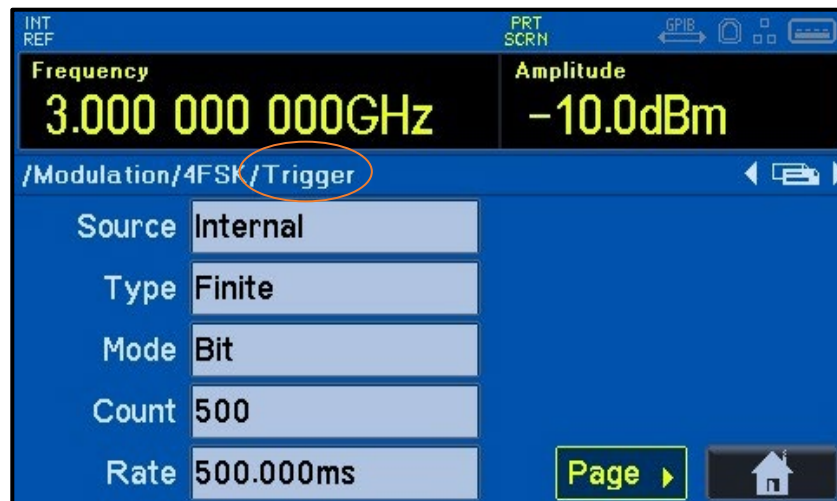 INT PRT
REF SCRN GPIB
Frequency Amplitude
3.000 000 000GHz -10.0dBm
/Modulation/4FSK/Trigger
Source Internal
Type Finite
Mode Bit
Count 500
Rate 500.000ms
Page